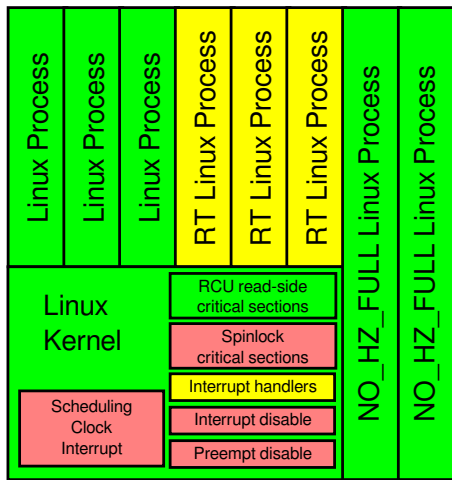 Linux Process
Linux Process
Linux Process
RT Linux Process
RT Linux Process
RT Linux Process
NO_HZ_FULL Linux Process
NO_HZ_FULL Linux Process
Linux
Kernel
RCU read-side
critical sections
Spinlock
critical sections
Interrupt handlers
Scheduling
Clock
Interrupt
Interrupt disable
Preempt disable